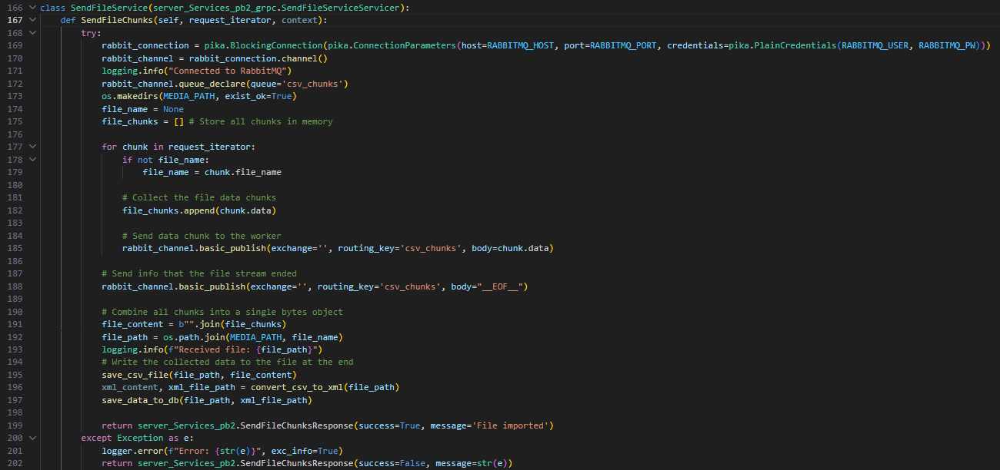 166 class SendFileService(server_Services_pb2_grpc.SendFileServiceServicer):
167     def SendFileChunks(self, request_iterator, context):
168         try:
169             rabbit_connection = pika.BlockingConnection(pika.ConnectionParameters(host=RABBITMQ_HOST, port=RABBITMQ_PORT, credentials=pika.PlainCredentials(RABBITMQ_USER, RABBITMQ_PW)))
170             rabbit_channel = rabbit_connection.channel()
171             logging.info("Connected to RabbitMQ")
172             rabbit_channel.queue_declare(queue='csv_chunks')
173             os.makedirs(MEDIA_PATH, exist_ok=True)
174             file_name = None
175             file_chunks = [] # Store all chunks in memory
176
177             for chunk in request_iterator:
178                 if not file_name:
179                     file_name = chunk.file_name
180
181                 # Collect the file data chunks
182                 file_chunks.append(chunk.data)
183
184                 # Send data chunk to the worker
185                 rabbit_channel.basic_publish(exchange='', routing_key='csv_chunks', body=chunk.data)
186
187             # Send info that the file stream ended
188             rabbit_channel.basic_publish(exchange='', routing_key='csv_chunks', body="__EOF__")
189
190             # Combine all chunks into a single bytes object
191             file_content = b"".join(file_chunks)
192             file_path = os.path.join(MEDIA_PATH, file_name)
193             logging.info(f"Received file: {file_path}")
194             # Write the collected data to the file at the end
195             save_csv_file(file_path, file_content)
196             xml_content, xml_file_path = convert_csv_to_xml(file_path)
197             save_data_to_db(file_path, xml_file_path)
198
199             return server_Services_pb2.SendFileChunksResponse(success=True, message='File imported')
200         except Exception as e:
201             logger.error(f"Error: {str(e)}", exc_info=True)
202             return server_Services_pb2.SendFileChunksResponse(success=False, message=str(e))